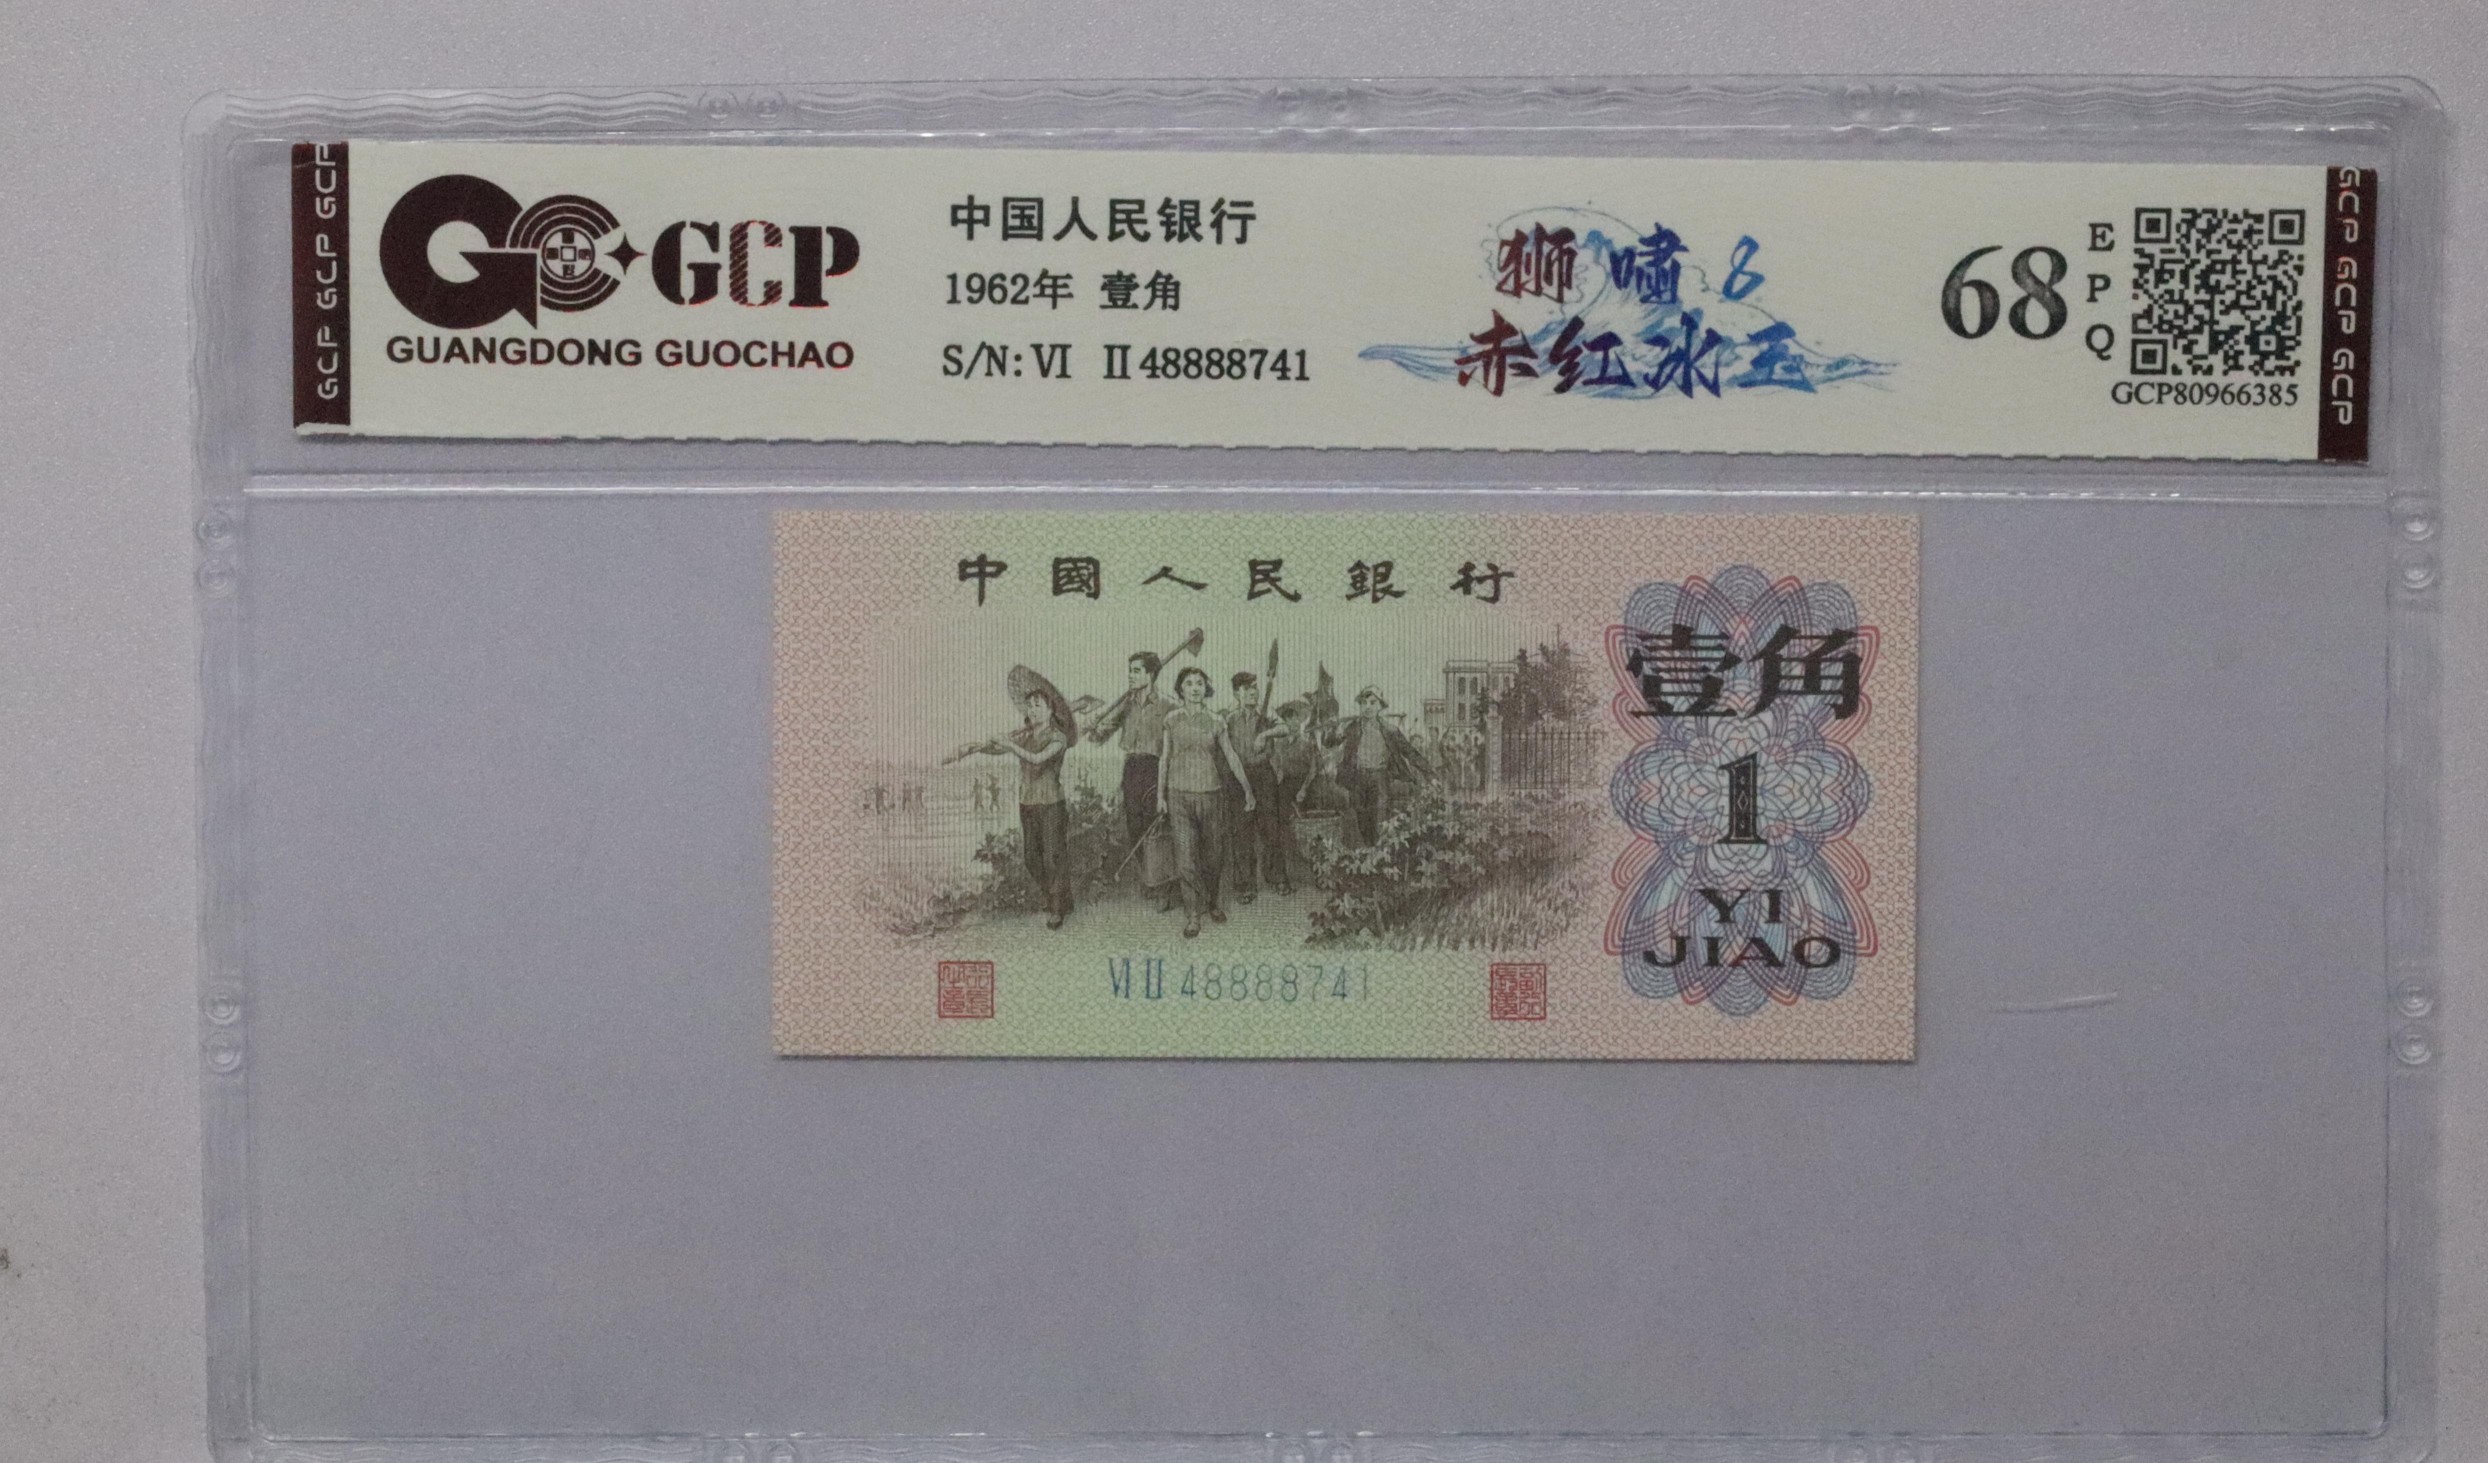 GCP GCP GCP
GCP
GUANGDONG GUOCHAO
中国人民银行
1962年 壹角
S/N: VI II 48888741
狮啸8
赤红冰玉
68
EPQ
GCP80966385
GCP GCP GCP
中國人民銀行
壹角
1
YI
JIAO
VI II 48888741